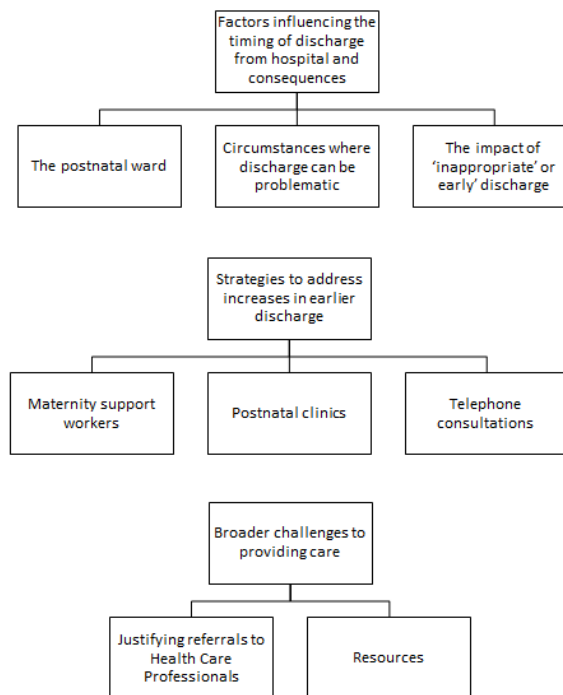 Factors influencing the
timing of discharge
from hospital and
consequences
The postnatal ward
Circumstances where
discharge can be
problematic
The impact of
‘inappropriate’ or
early’ discharge
Strategies to address
increases in earlier
discharge
Maternity support
workers
Postnatal clinics
Telephone
consultations
Broader challenges to
providing care
Justifying referrals to
Health Care
Professionals
Resources